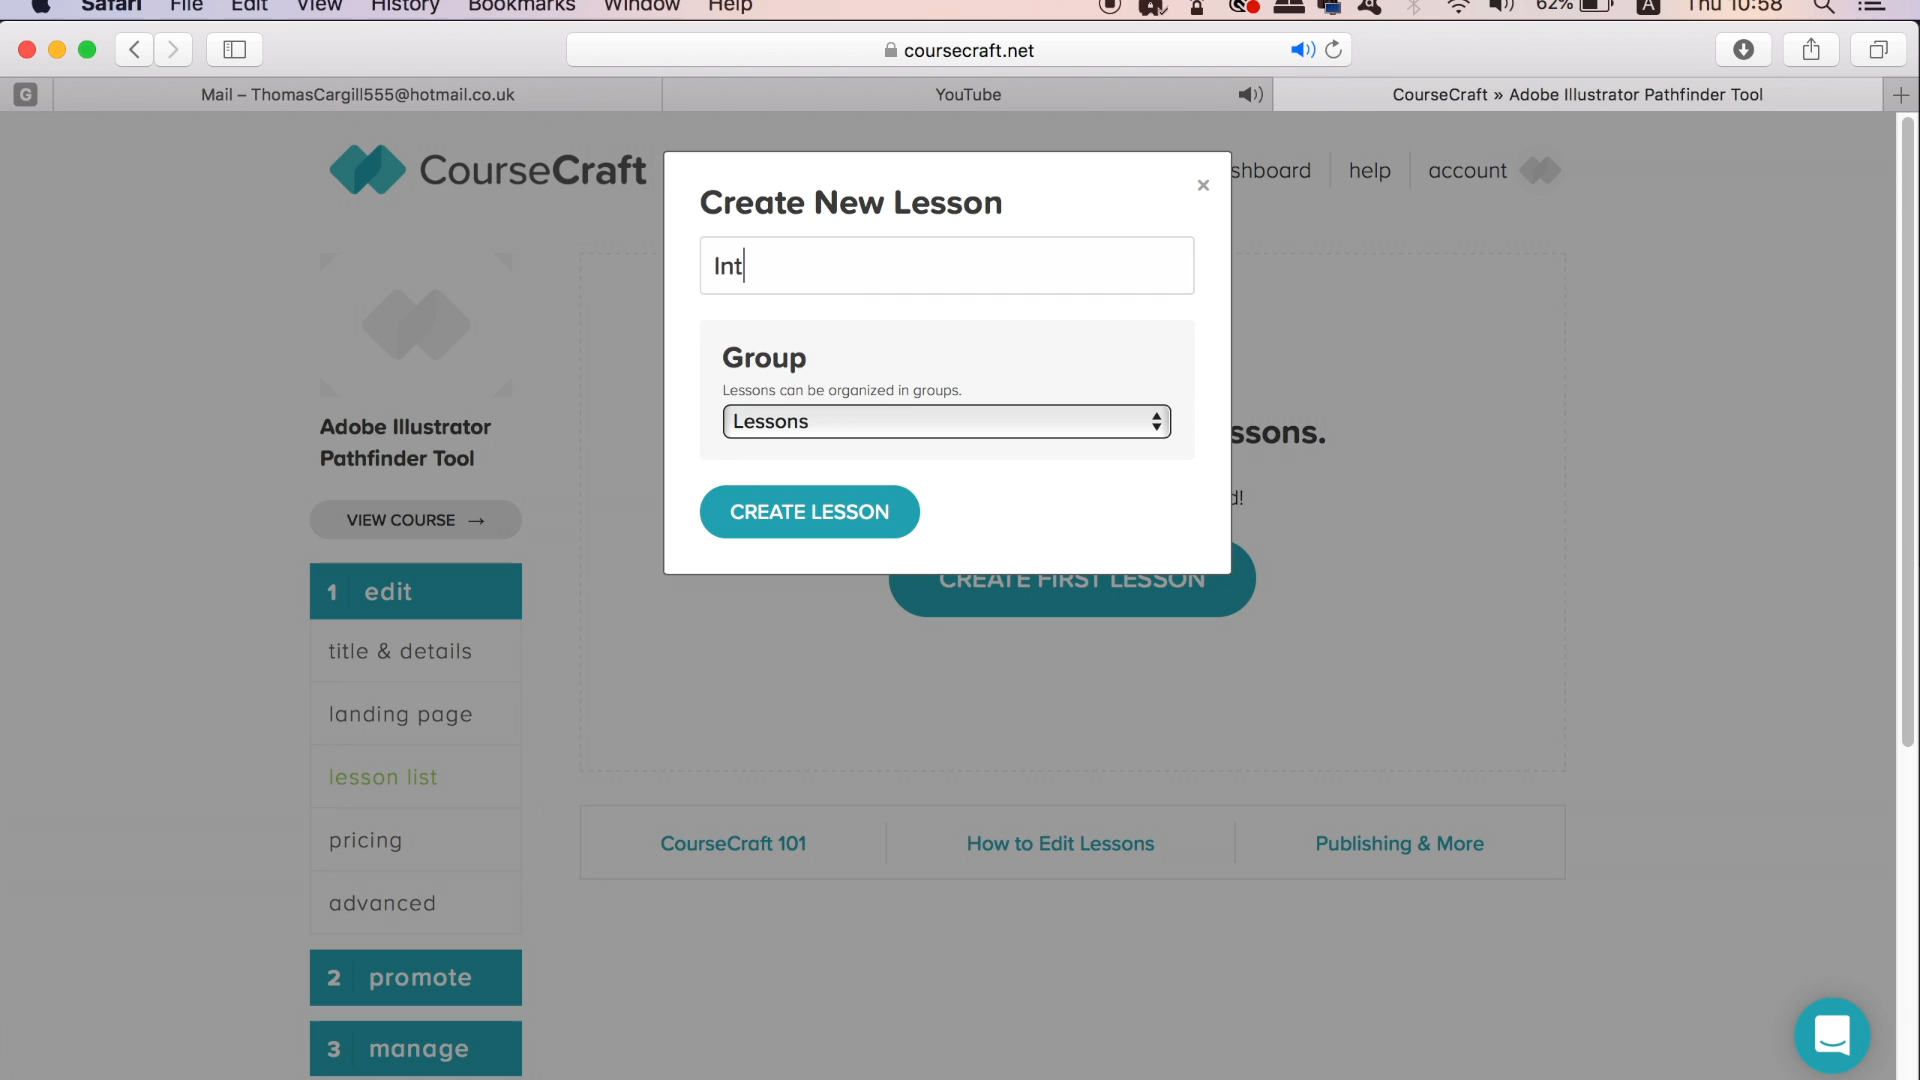 Safari File Edit View History Bookmarks Window Help 62% A Thu 10:58
coursecraft.net
G Mail – ThomasCargill555@hotmail.co.uk YouTube CourseCraft » Adobe Illustrator Pathfinder Tool
CourseCraft shboard help account
Create New Lesson ×
Int
Group
Lessons can be organized in groups.
Lessons
ssons.
d!
CREATE LESSON
CREATE FIRST LESSON
Adobe Illustrator
Pathfinder Tool
VIEW COURSE →
1 edit
title & details
landing page
lesson list
pricing
advanced
2 promote
3 manage
CourseCraft 101 How to Edit Lessons Publishing & More